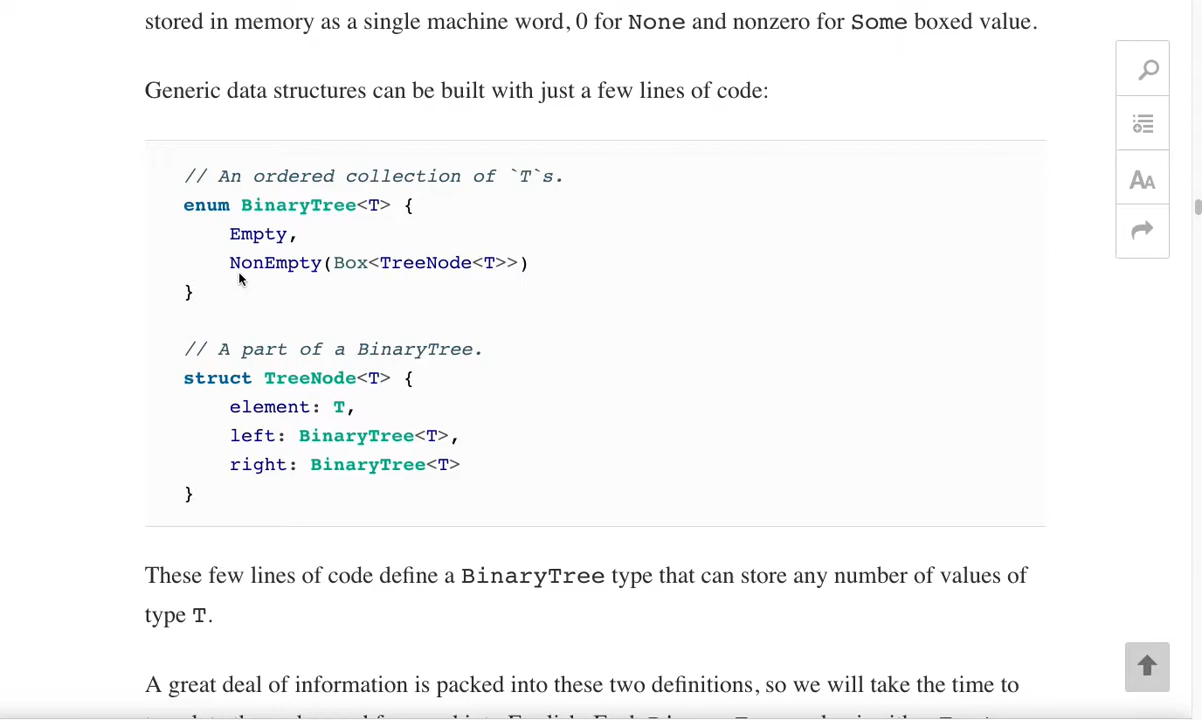 stored in memory as a single machine word, 0 for None and nonzero for Some boxed value.
Generic data structures can be built with just a few lines of code:
// An ordered collection of `T`s.
enum BinaryTree<T> {
    Empty,
    NonEmpty(Box<TreeNode<T>>)
}
// A part of a BinaryTree.
struct TreeNode<T> {
    element: T,
    left: BinaryTree<T>,
    right: BinaryTree<T>
}
These few lines of code define a BinaryTree type that can store any number of values of
type T.
A great deal of information is packed into these two definitions, so we will take the time to
AA